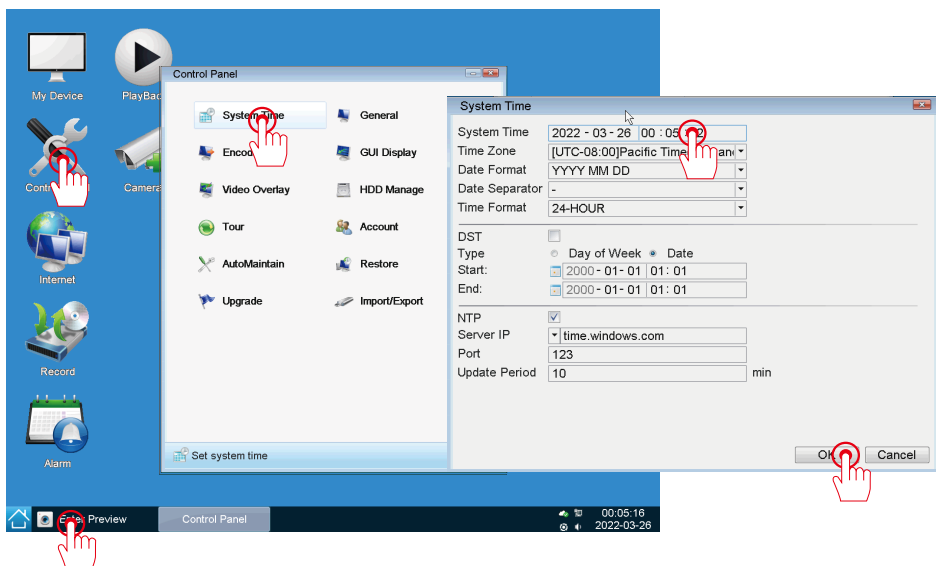 My Device
Control Panel
System Time
General
GUI Display
Video Overlay
HDD Manage
Tour
Account
AutoMaintain
Restore
Upgrade
Import/Export
Set system time
Internet
Record
Alarm
Preview
Control Panel
00:05:16
2022-03-26
System Time
System Time
2022 - 03 - 26
00 : 05
Time Zone
[UTC-08:00]Pacific Time
Date Format
YYYY MM DD
Date Separator
-
Time Format
24-HOUR
DST
Type
Day of Week
Date
Start:
2000 - 01 - 01
01 : 01
End:
2000 - 01 - 01
01 : 01
NTP
Server IP
time.windows.com
Port
123
Update Period
10
min
Cancel